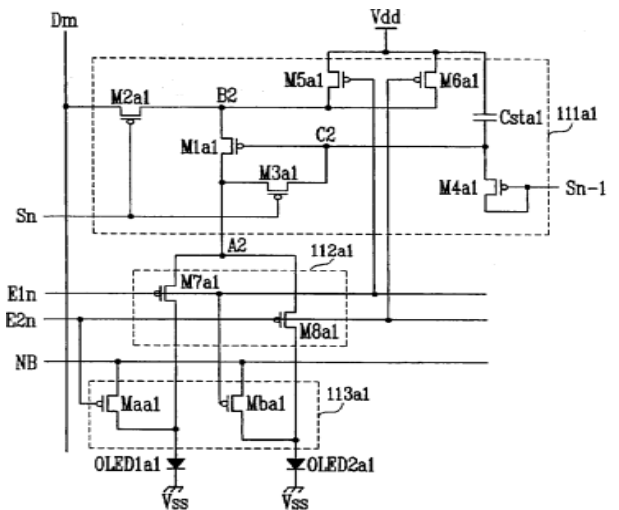 Dm
Vdd
M2a1
B2
M5a1
M6a1
Csta1
111a1
M1a1
C2
M3a1
M4a1
Sn-1
Sn
A2
112a1
M7a1
E1n
E2n
M8a1
NB
113a1
Maa1
Mba1
OLED1a1
OLED2a1
Vss
Vss